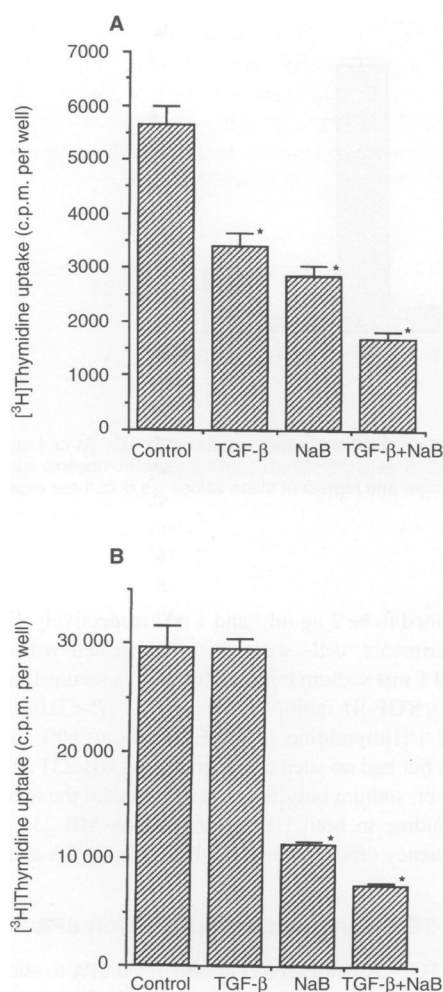 A
7000
6000
5000
4000
3000
2000
1000
0
[³H]Thymidine uptake (c.p.m. per well)
*
*
*
Control TGF-β NaB TGF-β+NaB
B
30 000
20 000
10 000
0
[³H]Thymidine uptake (c.p.m. per well)
*
*
Control TGF-β NaB TGF-β+NaB